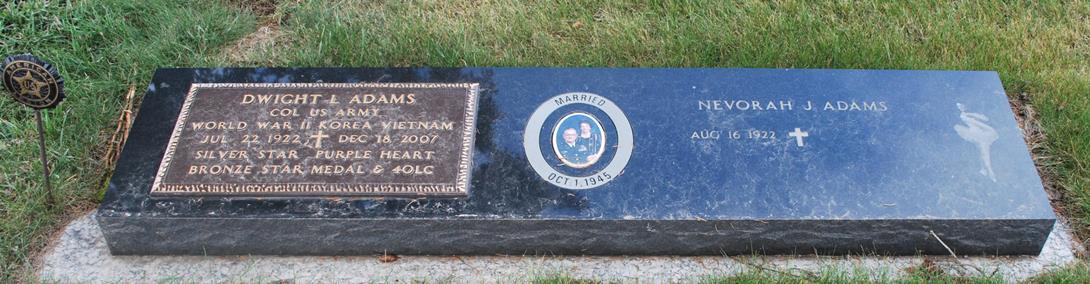 DWIGHT L ADAMS
COL US ARMY
WORLD WAR II KOREA VIETNAM
JUL 22 1922 DEC 18 2007
SILVER STAR PURPLE HEART
BRONZE STAR MEDAL & 4OLC
MARRIED
OCT 1, 1945
NEVORAH J ADAMS
AUG 16 1922